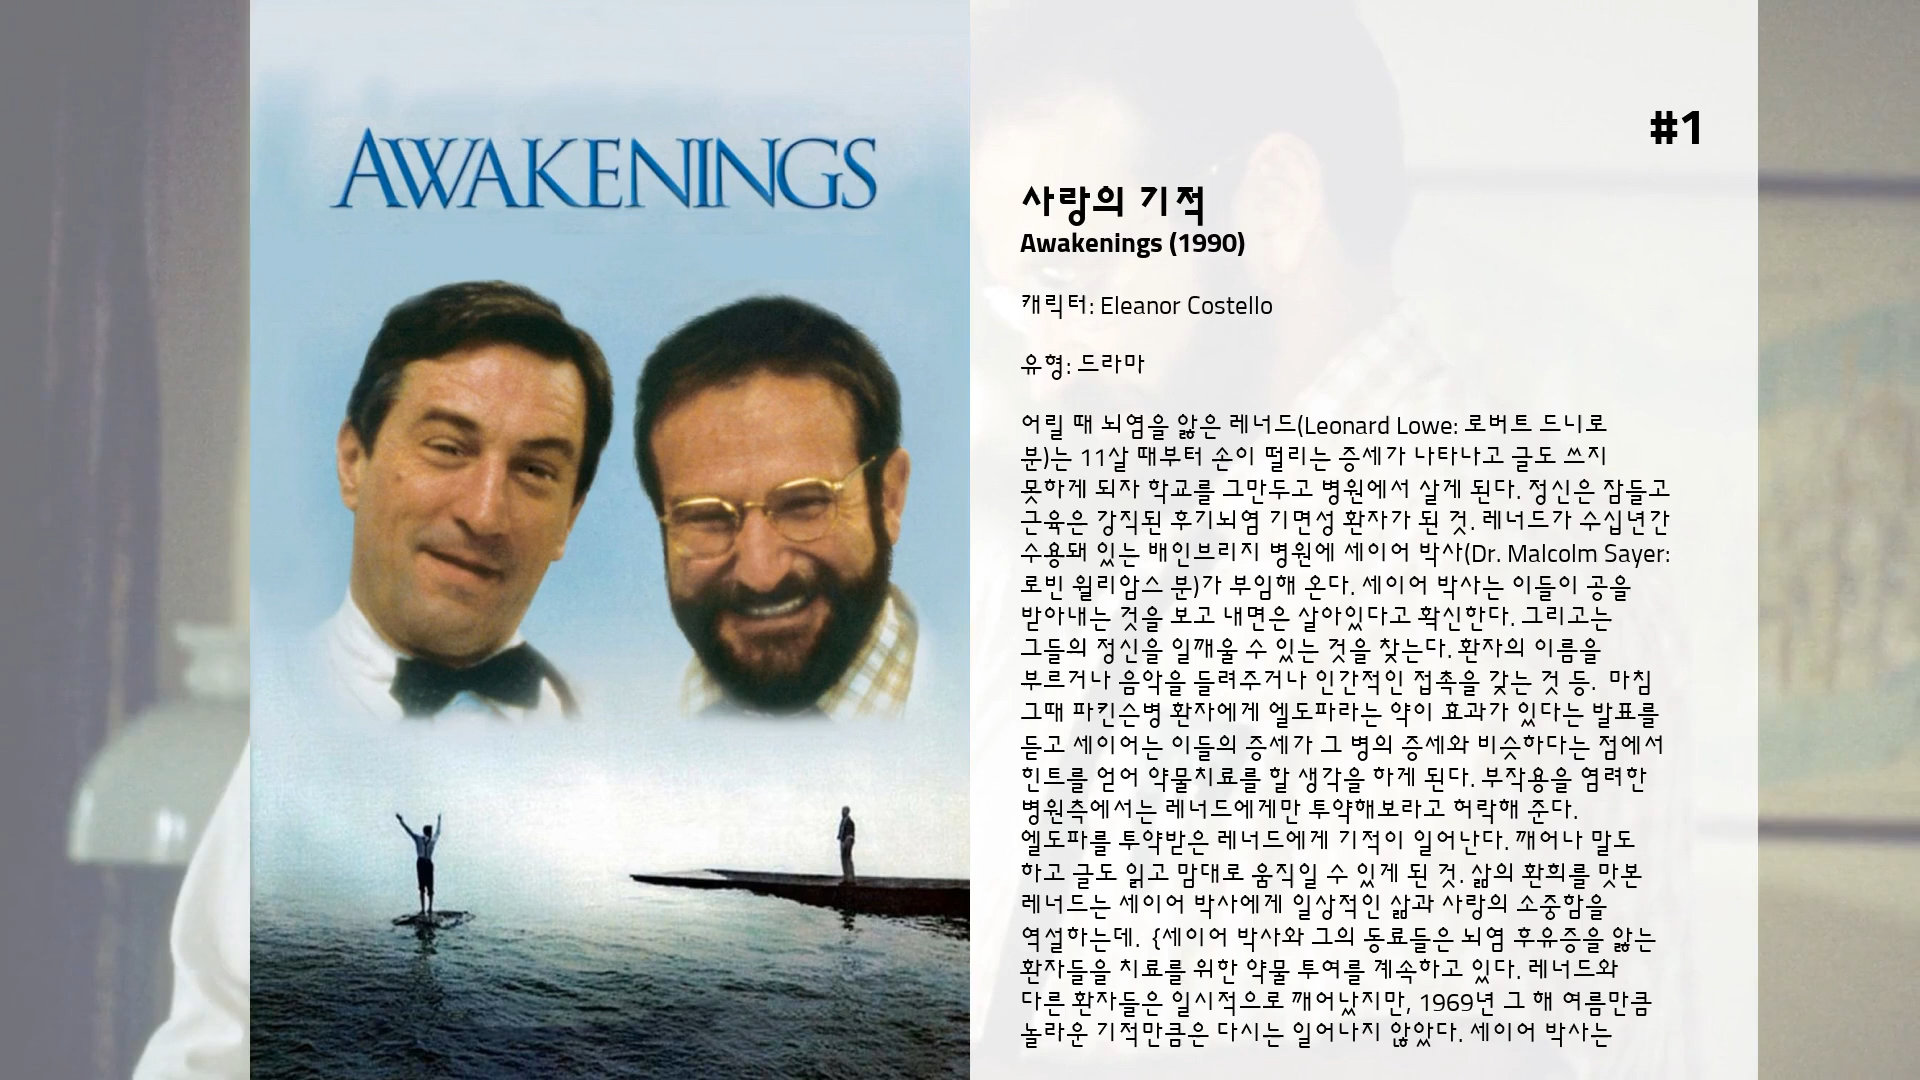 AWAKENINGS
#1
사랑의 기적
Awakenings (1990)
캐릭터: Eleanor Costello
유형: 드라마
어릴 때 뇌염을 앓은 레너드(Leonard Lowe: 로버트 드니로
분)는 11살 때부터 손이 떨리는 증세가 나타나고 글도 쓰지
못하게 되자 학교를 그만두고 병원에서 살게 된다. 정신은 잠들고
근육은 강직된 후기뇌염 기면성 환자가 된 것. 레너드가 수십년간
수용돼 있는 배인브리지 병원에 세이어 박사(Dr. Malcolm Sayer:
로빈 윌리암스 분)가 부임해 온다. 세이어 박사는 이들이 공을
받아내는 것을 보고 내면은 살아있다고 확신한다. 그리고는
그들의 정신을 일깨울 수 있는 것을 찾는다. 환자의 이름을
부르거나 음악을 들려주거나 인간적인 접촉을 갖는 것 등. 마침
그때 파킨슨병 환자에게 엘도파라는 약이 효과가 있다는 발표를
듣고 세이어는 이들의 증세가 그 병의 증세와 비슷하다는 점에서
힌트를 얻어 약물치료를 할 생각을 하게 된다. 부작용을 염려한
병원측에서는 레너드에게만 투약해보라고 허락해 준다.
엘도파를 투약받은 레너드에게 기적이 일어난다. 깨어나 말도
하고 글도 읽고 맘대로 움직일 수 있게 된 것. 삶의 환희를 맛본
레너드는 세이어 박사에게 일상적인 삶과 사랑의 소중함을
역설하는데. {세이어 박사와 그의 동료들은 뇌염 후유증을 앓는
환자들을 치료를 위한 약물 투여를 계속하고 있다. 레너드와
다른 환자들은 일시적으로 깨어났지만, 1969년 그 해 여름만큼
놀라운 기적만큼은 다시는 일어나지 않았다. 세이어 박사는